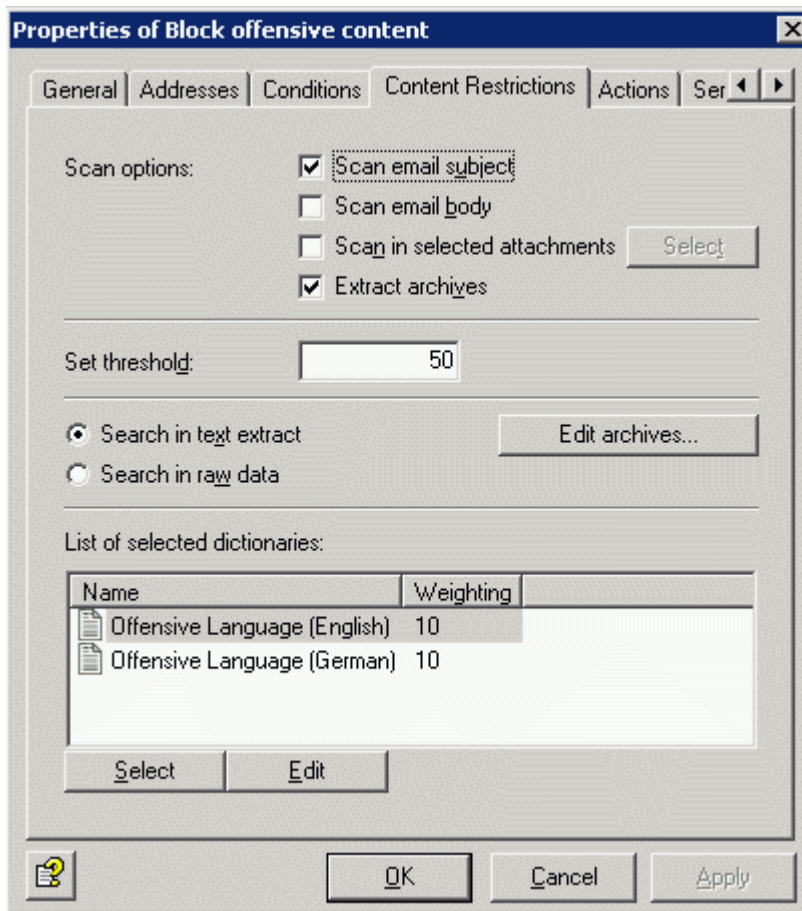 Properties of Block offensive content
General Addresses Conditions Content Restrictions Actions Ser
Scan options:
Scan email subject
Scan email body
Scan in selected attachments Select
Extract archives
Set threshold: 50
Search in text extract Edit archives...
Search in raw data
List of selected dictionaries:
Name Weighting
Offensive Language (English) 10
Offensive Language (German) 10
Select Edit
OK Cancel Apply